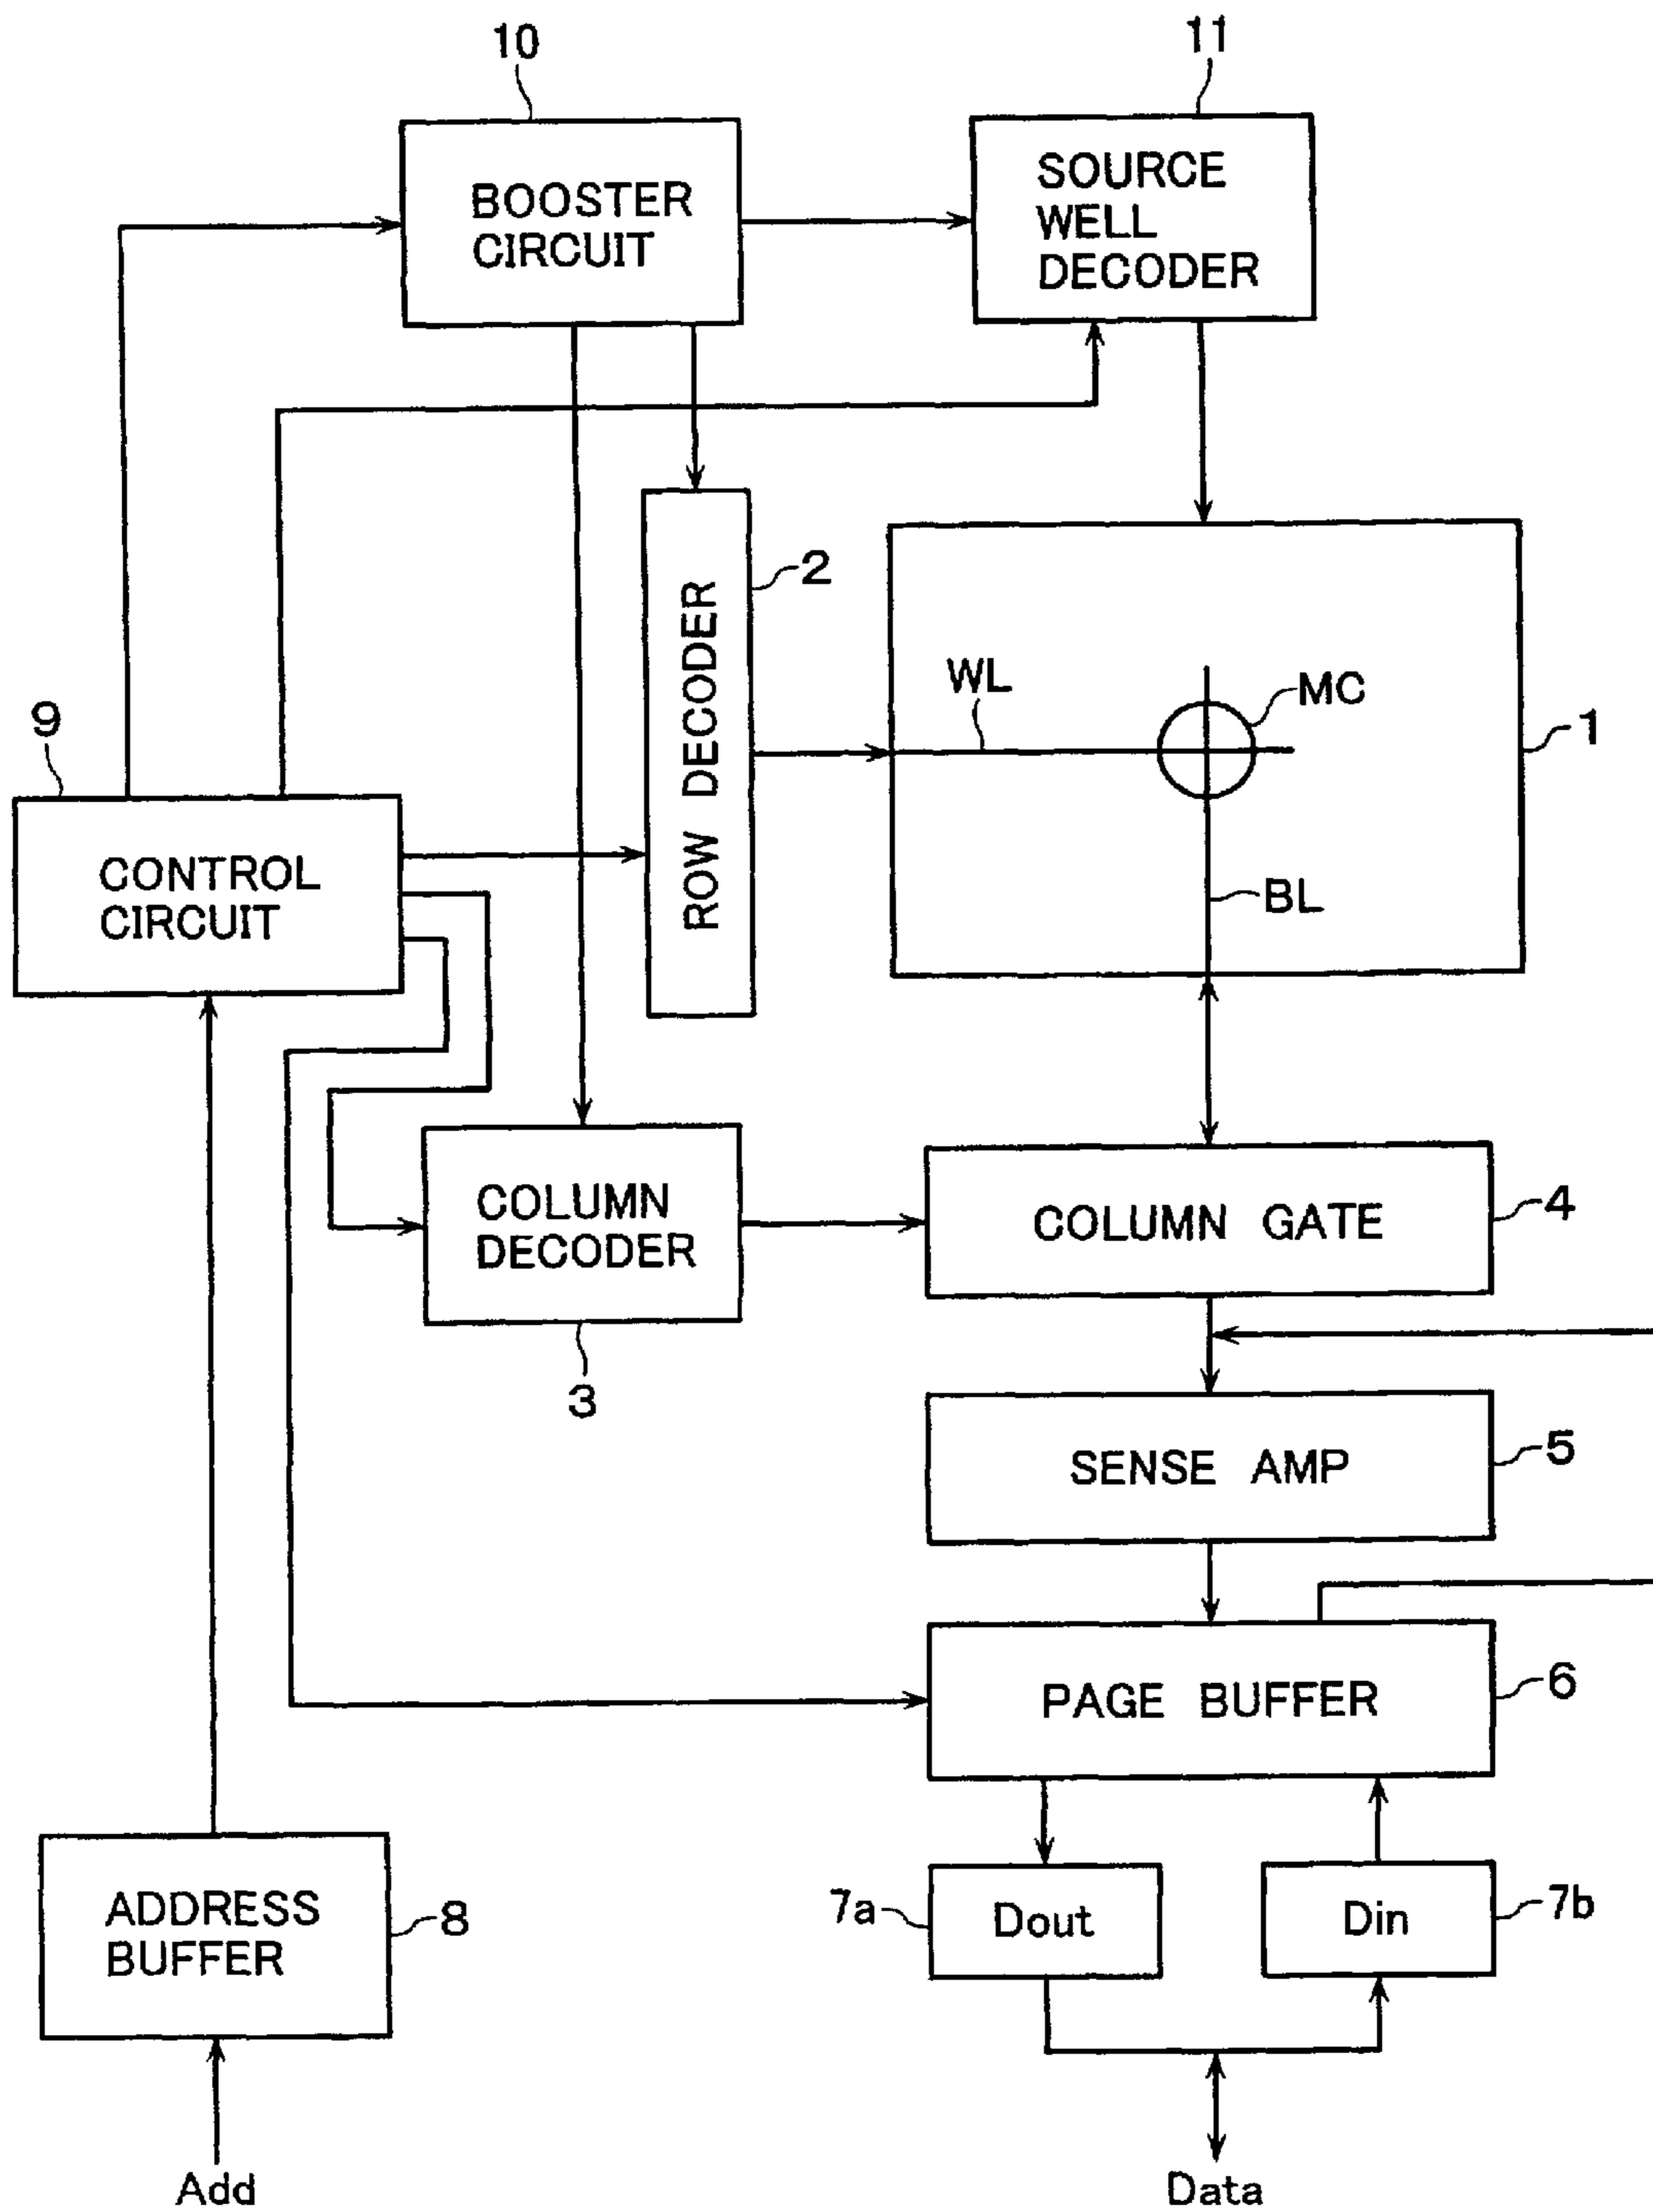 10
11
BOOSTER
CIRCUIT
SOURCE
WELL
DECODER
2
ROW DECODER
WL
MC
1
9
CONTROL
CIRCUIT
BL
COLUMN
DECODER
3
COLUMN GATE
4
SENSE AMP
5
PAGE BUFFER
6
ADDRESS
BUFFER
8
7a
Dout
Din
7b
Add
Data